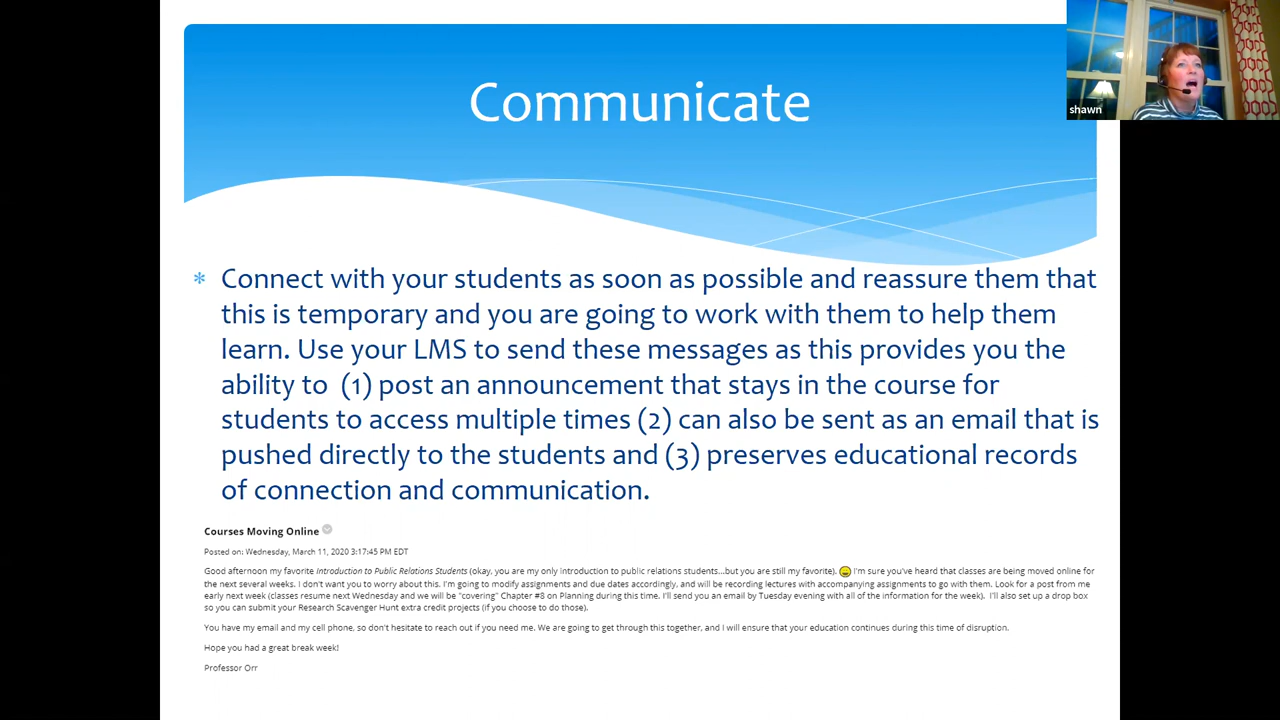 Communicate
shawn
* Connect with your students as soon as possible and reassure them that
this is temporary and you are going to work with them to help them
learn. Use your LMS to send these messages as this provides you the
ability to (1) post an announcement that stays in the course for
students to access multiple times (2) can also be sent as an email that is
pushed directly to the students and (3) preserves educational records
of connection and communication.
Courses Moving Online
Posted on: Wednesday, March 11, 2020 3:17:45 PM EDT
Good afternoon my favorite Introduction to Public Relations Students (okay, you are my only Introduction to public relations students...but you are still my favorite). I'm sure you've heard that classes are being moved online for
the next several weeks. I don't want you to worry about this. I'm going to modify assignments and due dates accordingly, and will be recording lectures with accompanying assignments to go with them. Look for a post from me
early next week (classes resume next Wednesday and we will be "covering" Chapter #8 on Planning during this time. I'll send you an email by Tuesday evening with all of the information for the week). I'll also set up a drop box
so you can submit your Research Scavenger Hunt extra credit projects (if you choose to do those).
You have my email and my cell phone, so don't hesitate to reach out if you need me. We are going to get through this together, and I will ensure that your education continues during this time of disruption.
Hope you had a great break week!
Professor Orr